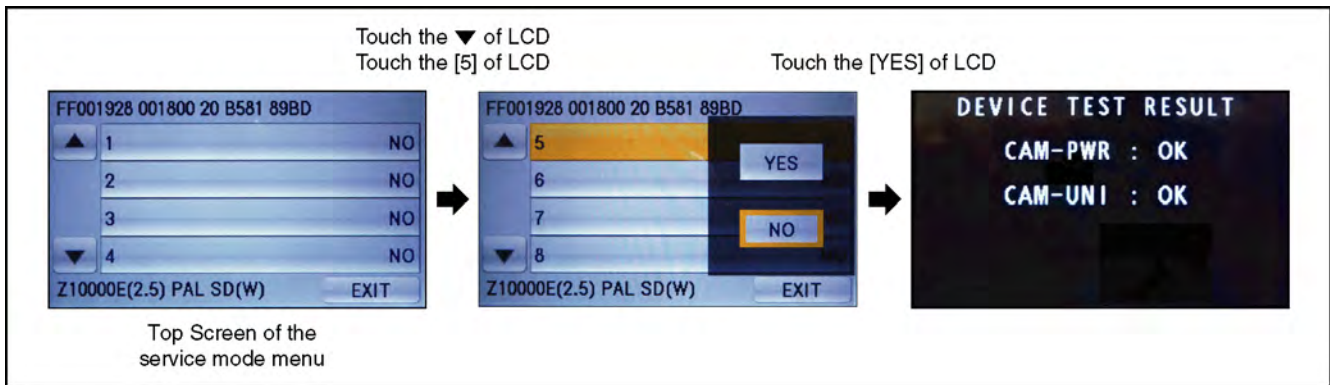 Touch the ▼ of LCD
Touch the [5] of LCD
Touch the [YES] of LCD
FF001928 001800 20 B581 89BD
▲ 1 NO
2 NO
3 NO
▼ 4 NO
Z10000E(2.5) PAL SD(W) EXIT
Top Screen of the
service mode menu
FF001928 001800 20 B581 89BD
▲ 5
YES
6
7
NO
▼ 8
Z10000E(2.5) PAL SD(W) EXIT
DEVICE TEST RESULT
CAM-PWR : OK
CAM-UNI : OK